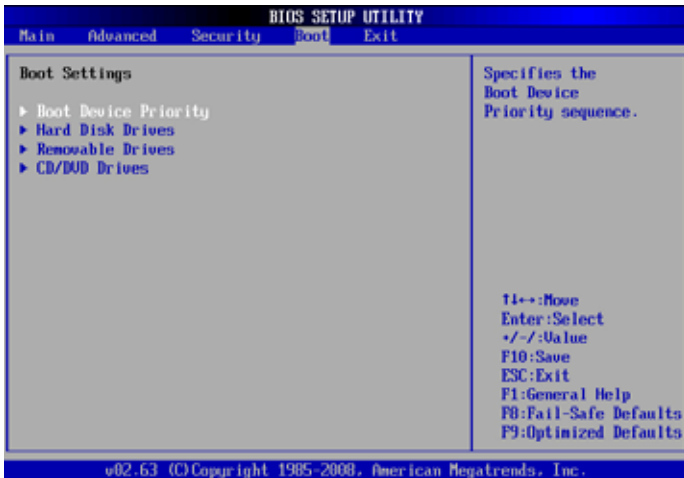 BIOS SETUP UTILITY
Main Advanced Security Boot Exit
Boot Settings
▶ Boot Device Priority
▶ Hard Disk Drives
▶ Removable Drives
▶ CD/DVD Drives
Specifies the
Boot Device
Priority sequence.
↑↓←→:Move
Enter:Select
+/-/:Value
F10:Save
ESC:Exit
F1:General Help
F8:Fail-Safe Defaults
F9:Optimized Defaults
v02.63 (C)Copyright 1985-2008, American Megatrends, Inc.